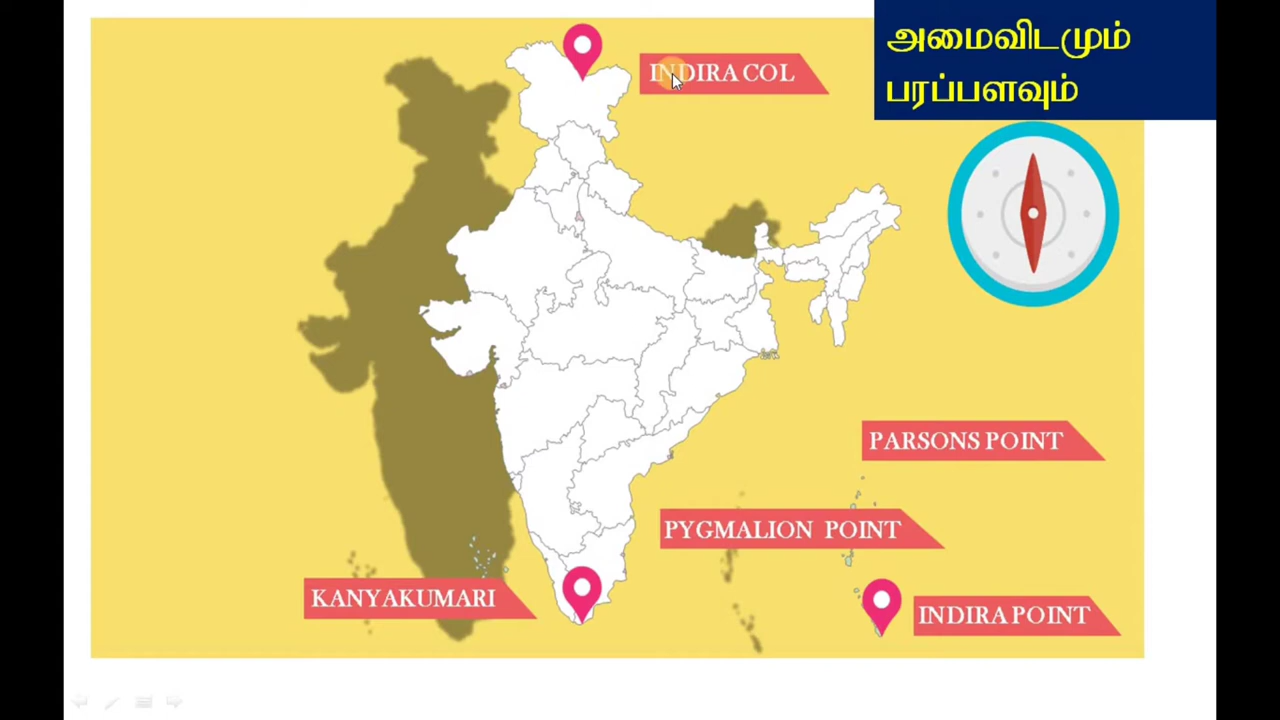 அமைவிடமும்
பரப்பளவும்
INDIRA COL
PARSONS POINT
PYGMALION POINT
KANYAKUMARI
INDIRA POINT